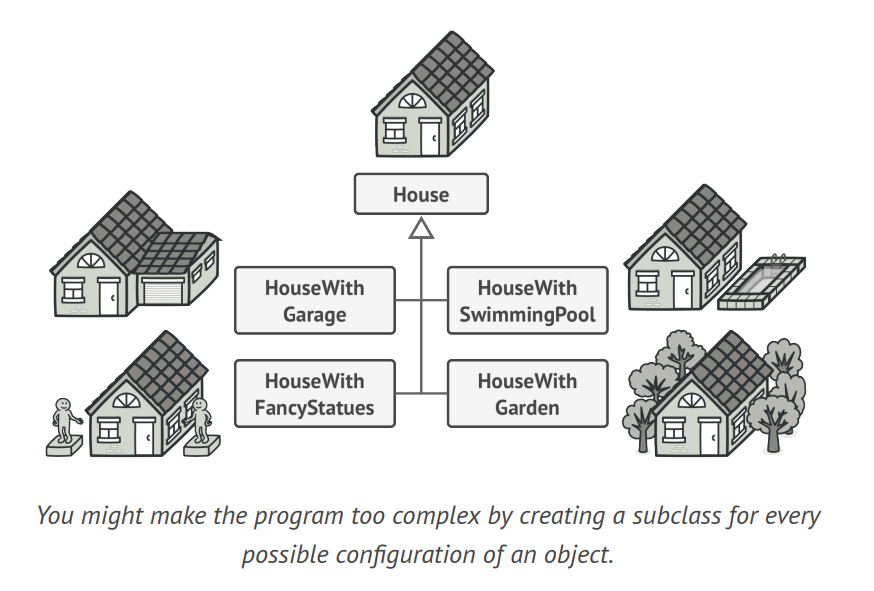 House
HouseWith
Garage
HouseWith
SwimmingPool
HouseWith
FancyStatues
HouseWith
Garden
You might make the program too complex by creating a subclass for every
possible configuration of an object.